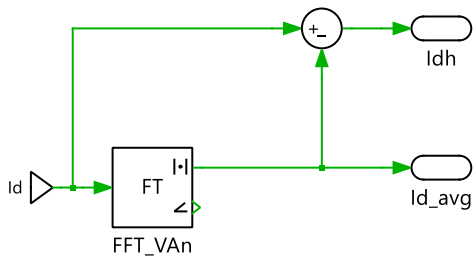 +
−
Idh
Id
|•|
FT
∠
Id_avg
FFT_VAn